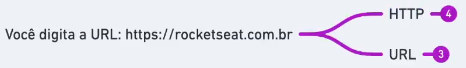 Você digita a URL: https://rocketseat.com.br
HTTP 4
URL 3